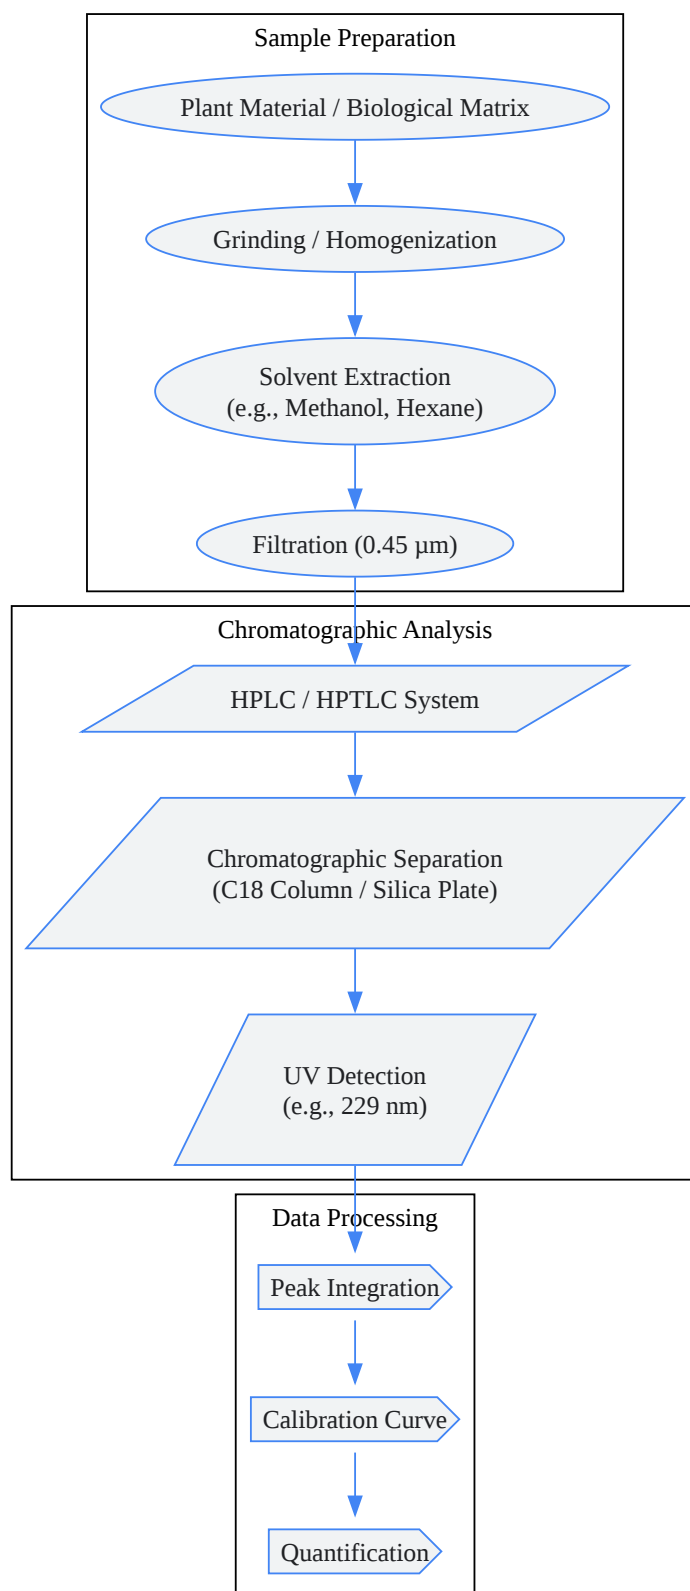 Sample Preparation
Plant Material / Biological Matrix
Grinding / Homogenization
Solvent Extraction
(e.g., Methanol, Hexane)
Filtration (0.45 µm)
Chromatographic Analysis
HPLC / HPTLC System
Chromatographic Separation
(C18 Column / Silica Plate)
UV Detection
(e.g., 229 nm)
Data Processing
Peak Integration
Calibration Curve
Quantification